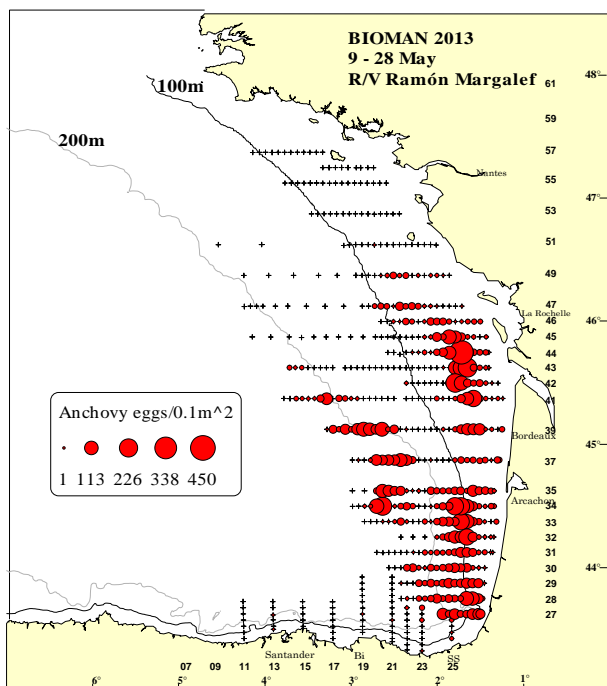 BIOMAN 2013
9 - 28 May
R/V Ramón Margalef
48°
61
100m
59
200m
57
Nantes
55
47°
53
51
49
47
La Rochelle
46
46°
45
44
43
42
41
Anchovy eggs/0.1m^2
1 113 226 338 450
39
Bordeaux
45°
37
35
Arcachon
34
33
32
31
44°
30
29
28
27
Santander Bi SS
07 09 11 13 15 17 19 21 23 25
6° 5° 4° 3° 2° 1°